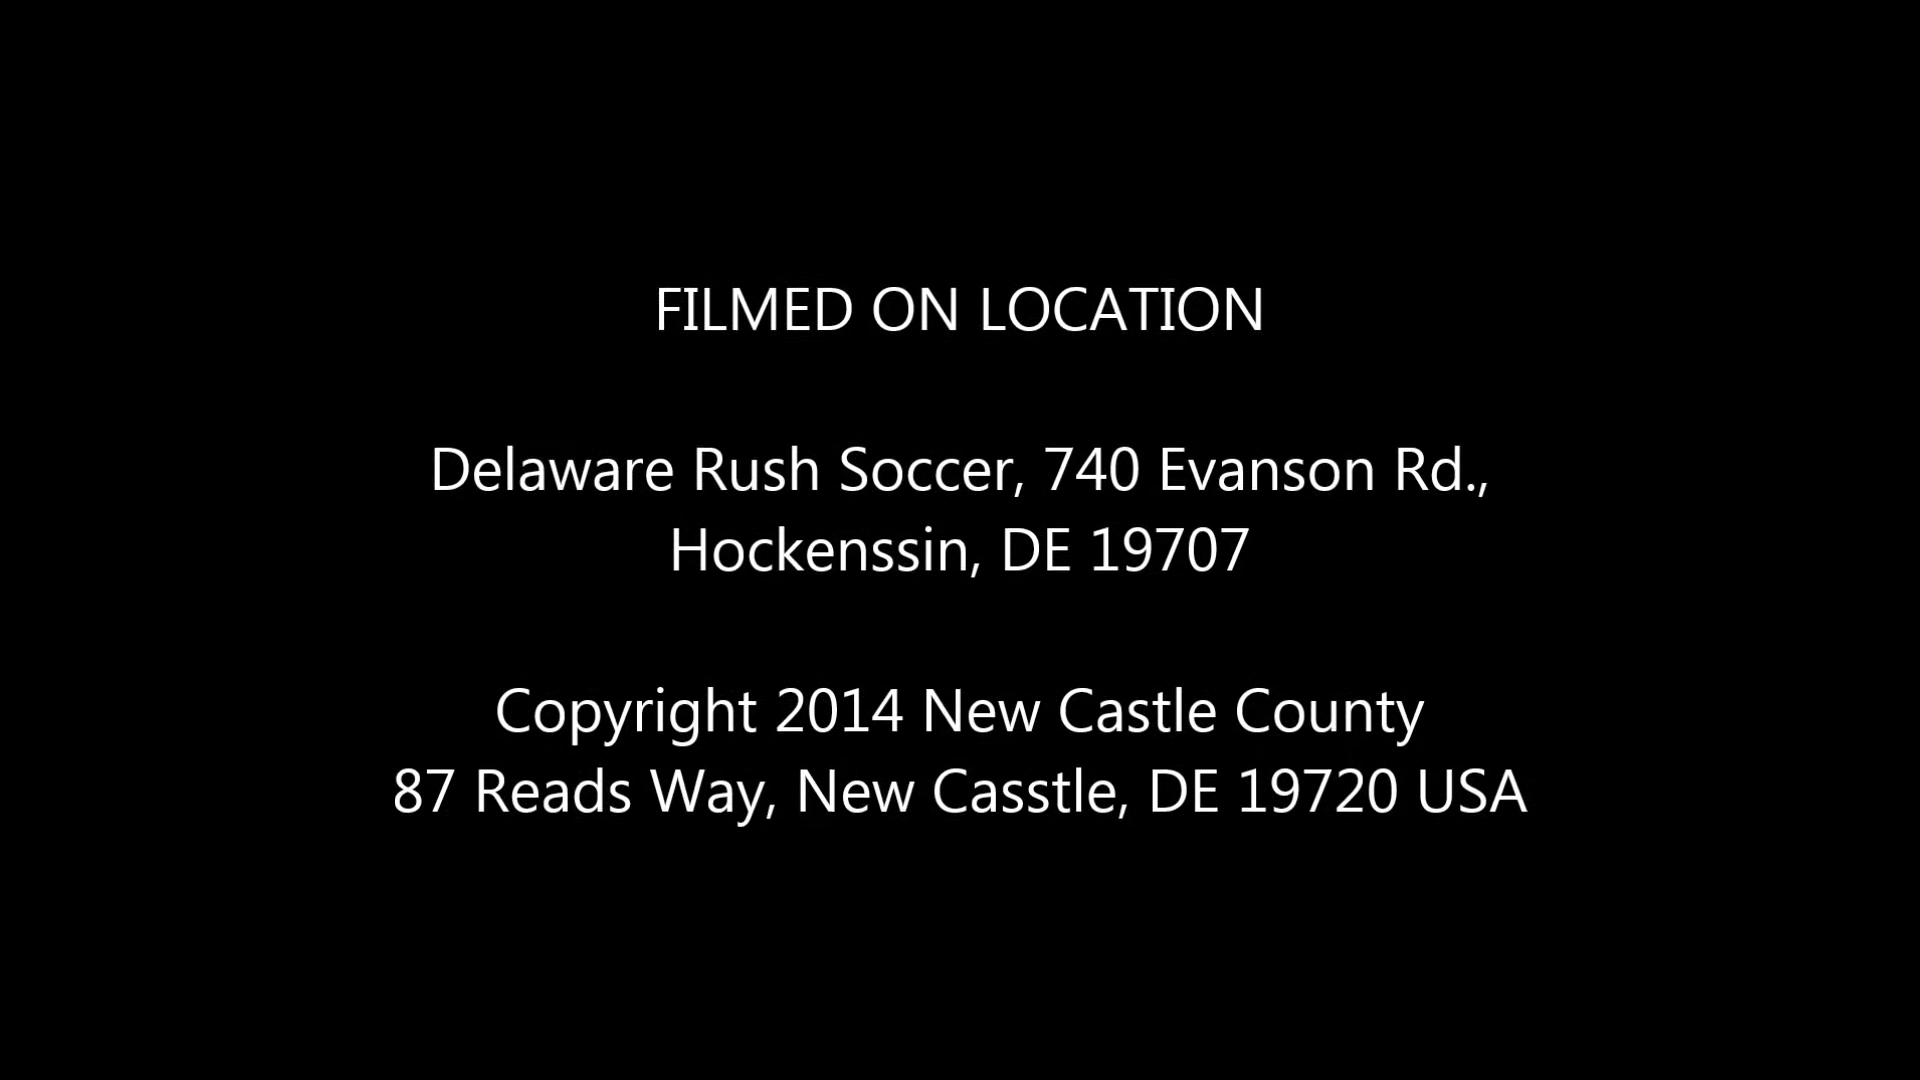 FILMED ON LOCATION
Delaware Rush Soccer, 740 Evanson Rd.,
Hockenssin, DE 19707
Copyright 2014 New Castle County
87 Reads Way, New Casstle, DE 19720 USA